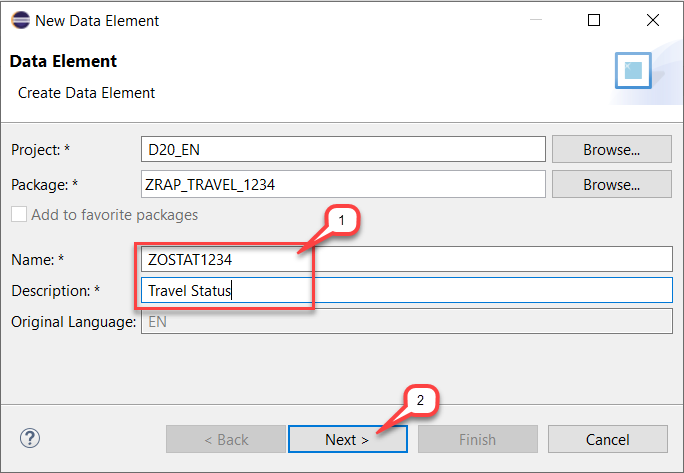 New Data Element
Data Element
Create Data Element
Project: * D20_EN Browse...
Package: * ZRAP_TRAVEL_1234 Browse...
Add to favorite packages
1
Name: * ZOSTAT1234
Description: * Travel Status
Original Language: EN
2
? < Back Next > Finish Cancel